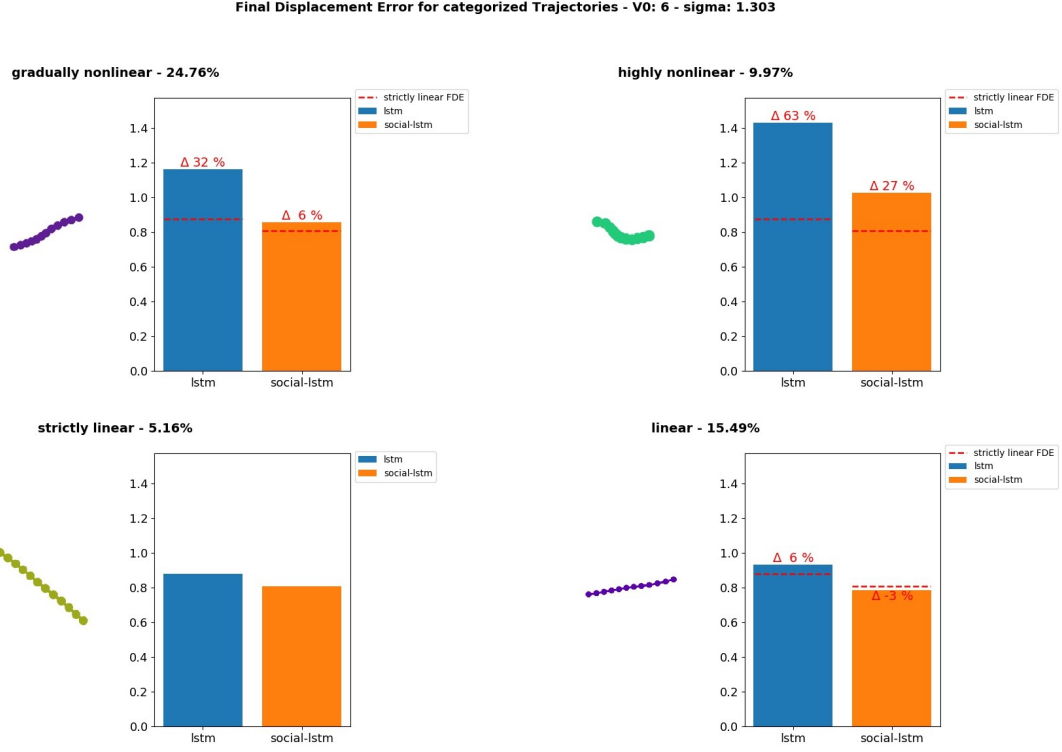 Final Displacement Error for categorized Trajectories - V0: 6 - sigma: 1.303
gradually nonlinear - 24.76%
strictly linear FDE
lstm
social-lstm
1.4
1.2
1.0
0.8
0.6
0.4
0.2
0.0
Δ 32 %
Δ 6 %
lstm
social-lstm
highly nonlinear - 9.97%
strictly linear FDE
lstm
social-lstm
1.4
1.2
1.0
0.8
0.6
0.4
0.2
0.0
Δ 63 %
Δ 27 %
lstm
social-lstm
strictly linear - 5.16%
lstm
social-lstm
1.4
1.2
1.0
0.8
0.6
0.4
0.2
0.0
lstm
social-lstm
linear - 15.49%
strictly linear FDE
lstm
social-lstm
1.4
1.2
1.0
0.8
0.6
0.4
0.2
0.0
Δ 6 %
Δ -3 %
lstm
social-lstm